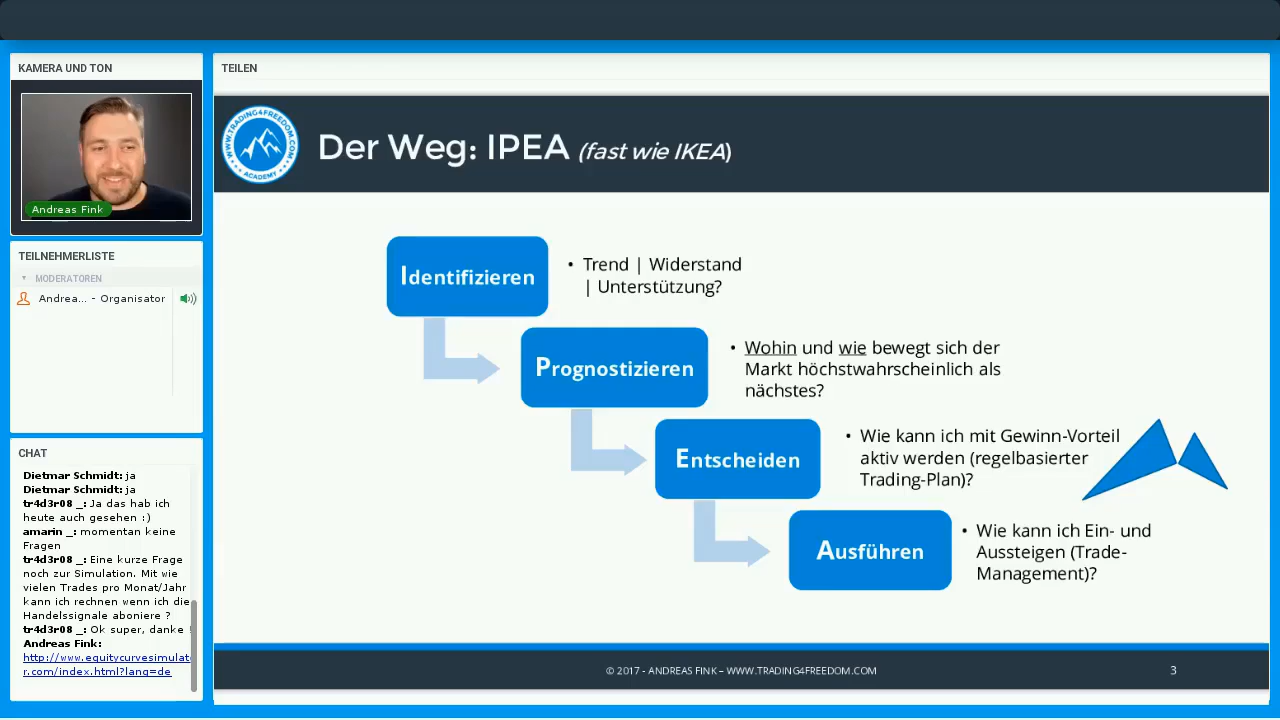 KAMERA UND TON
Andreas Fink
TEILNEHMERLISTE
MODERATOREN
Andrea... - Organisator
CHAT
Dietmar Schmidt: ja
Dietmar Schmidt: ja
tr4d3r08 _: Ja das hab ich
heute auch gesehen :)
amarin _: momentan keine
Fragen
tr4d3r08 _: Eine kurze Frage
noch zur Simulation. Mit wie
vielen Trades pro Monat/Jahr
kann ich rechnen wenn ich die
Handelssignale aboniere ?
tr4d3r08 _: Ok super, danke !
Andreas Fink:
http://www.equitycurvesimulat
r.com/index.html?lang=de
TEILEN
WWW.TRADING4FREEDOM.COM
ACADEMY
Der Weg: IPEA (fast wie IKEA)
Identifizieren
• Trend | Widerstand
| Unterstützung?
Prognostizieren
• Wohin und wie bewegt sich der
Markt höchstwahrscheinlich als
nächstes?
Entscheiden
• Wie kann ich mit Gewinn-Vorteil
aktiv werden (regelbasierter
Trading-Plan)?
Ausführen
• Wie kann ich Ein- und
Aussteigen (Trade-
Management)?
© 2017 - ANDREAS FINK – WWW.TRADING4FREEDOM.COM
3